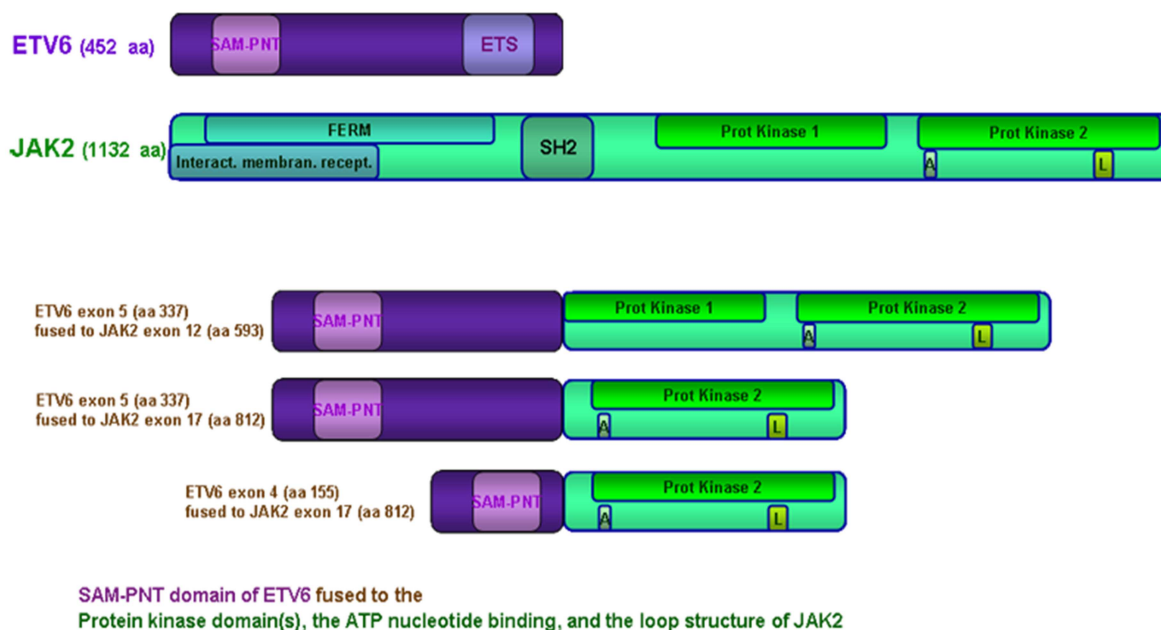 ETV6 (452 aa)
SAM-PNT
ETS
JAK2 (1132 aa)
FERM
Interact. membran. recept.
SH2
Prot Kinase 1
Prot Kinase 2
A
L
ETV6 exon 5 (aa 337)
fused to JAK2 exon 12 (aa 593)
SAM-PNT
Prot Kinase 1
Prot Kinase 2
A
L
ETV6 exon 5 (aa 337)
fused to JAK2 exon 17 (aa 812)
SAM-PNT
Prot Kinase 2
A
L
ETV6 exon 4 (aa 155)
fused to JAK2 exon 17 (aa 812)
SAM-PNT
Prot Kinase 2
A
L
SAM-PNT domain of ETV6 fused to the
Protein kinase domain(s), the ATP nucleotide binding, and the loop structure of JAK2